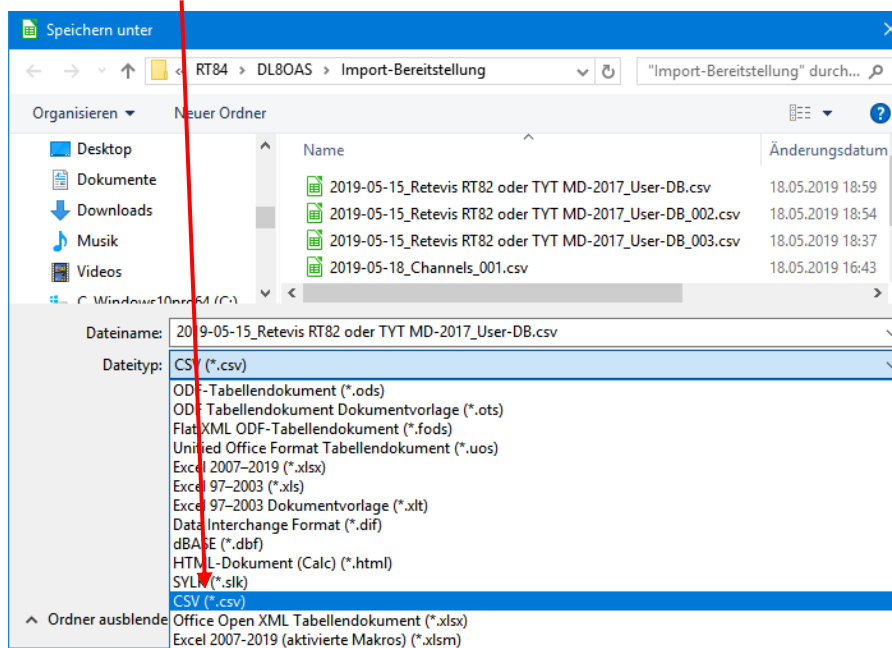 Speichern unter
« RT84 > DL8OAS > Import-Bereitstellung
"Import-Bereitstellung" durch...
Organisieren Neuer Ordner
Desktop
Dokumente
Downloads
Musik
Videos
C Windows10pro64 (C:)
Name Änderungsdatum
2019-05-15_Retevis RT82 oder TYT MD-2017_User-DB.csv 18.05.2019 18:59
2019-05-15_Retevis RT82 oder TYT MD-2017_User-DB_002.csv 18.05.2019 18:54
2019-05-15_Retevis RT82 oder TYT MD-2017_User-DB_003.csv 18.05.2019 18:37
2019-05-18_Channels_001.csv 18.05.2019 16:43
Dateiname: 2019-05-15_Retevis RT82 oder TYT MD-2017_User-DB.csv
Dateityp: CSV (*.csv)
ODF-Tabellendokument (*.ods)
ODF Tabellendokument Dokumentvorlage (*.ots)
Flat XML ODF-Tabellendokument (*.fods)
Unified Office Format Tabellendokument (*.uos)
Excel 2007–2019 (*.xlsx)
Excel 97–2003 (*.xls)
Excel 97–2003 Dokumentvorlage (*.xlt)
Data Interchange Format (*.dif)
dBASE (*.dbf)
HTML-Dokument (Calc) (*.html)
SYLK (*.slk)
CSV (*.csv)
Office Open XML Tabellendokument (*.xlsx)
Excel 2007-2019 (aktivierte Makros) (*.xlsm)
Ordner ausblende